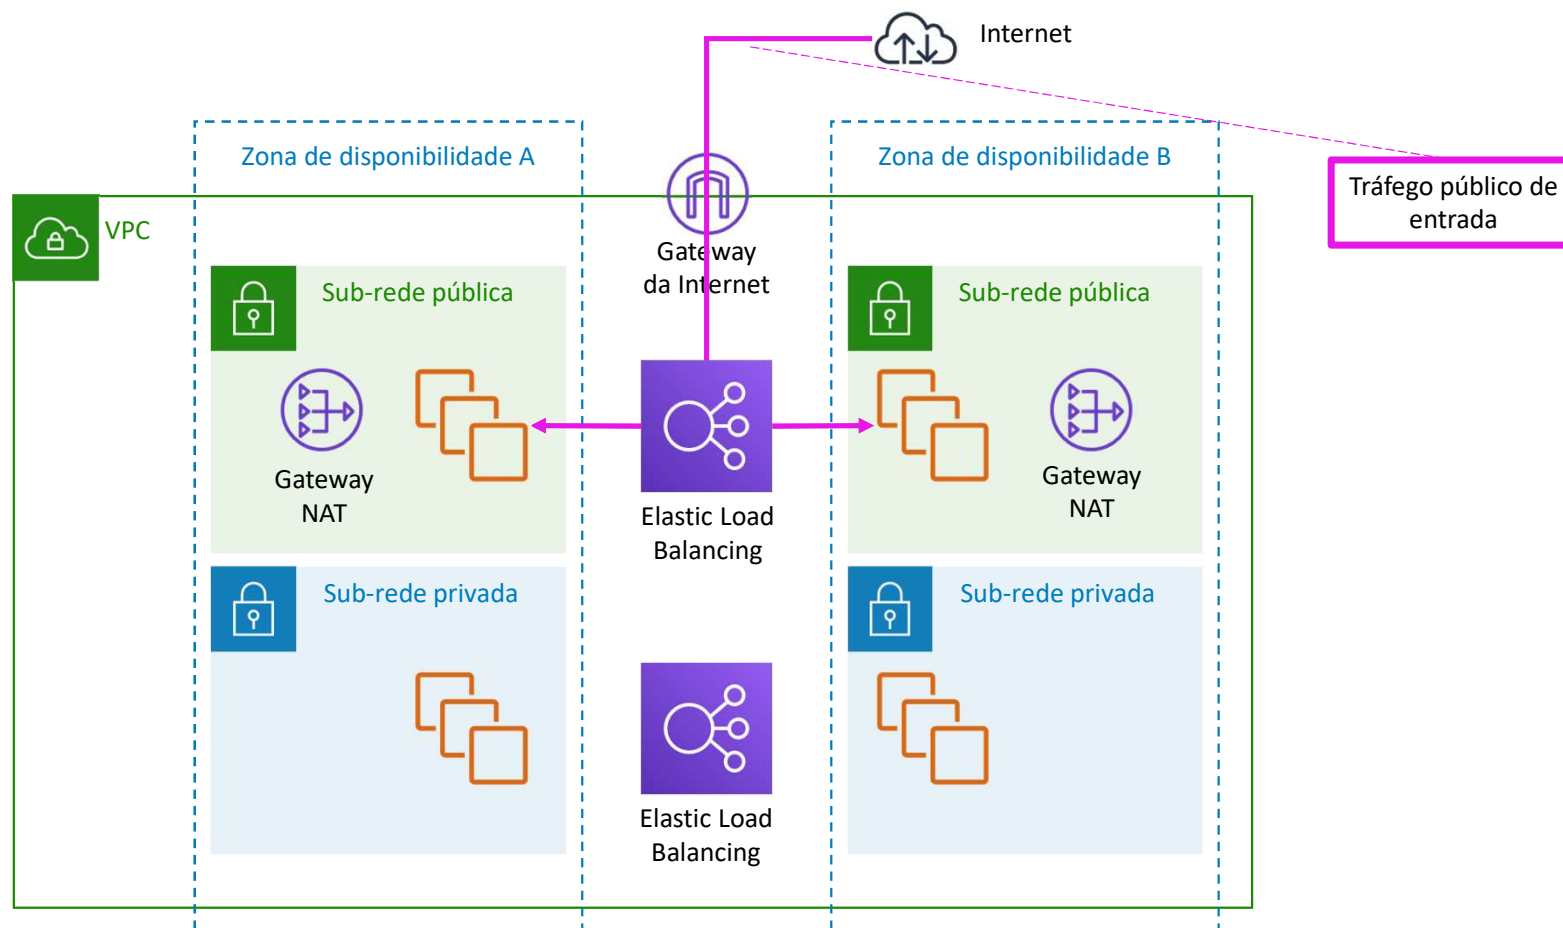 Internet
Zona de disponibilidade A
Zona de disponibilidade B
Tráfego público de
entrada
VPC
Gateway
da Internet
Sub-rede pública
Sub-rede pública
Gateway
NAT
Gateway
NAT
Elastic Load
Balancing
Sub-rede privada
Sub-rede privada
Elastic Load
Balancing